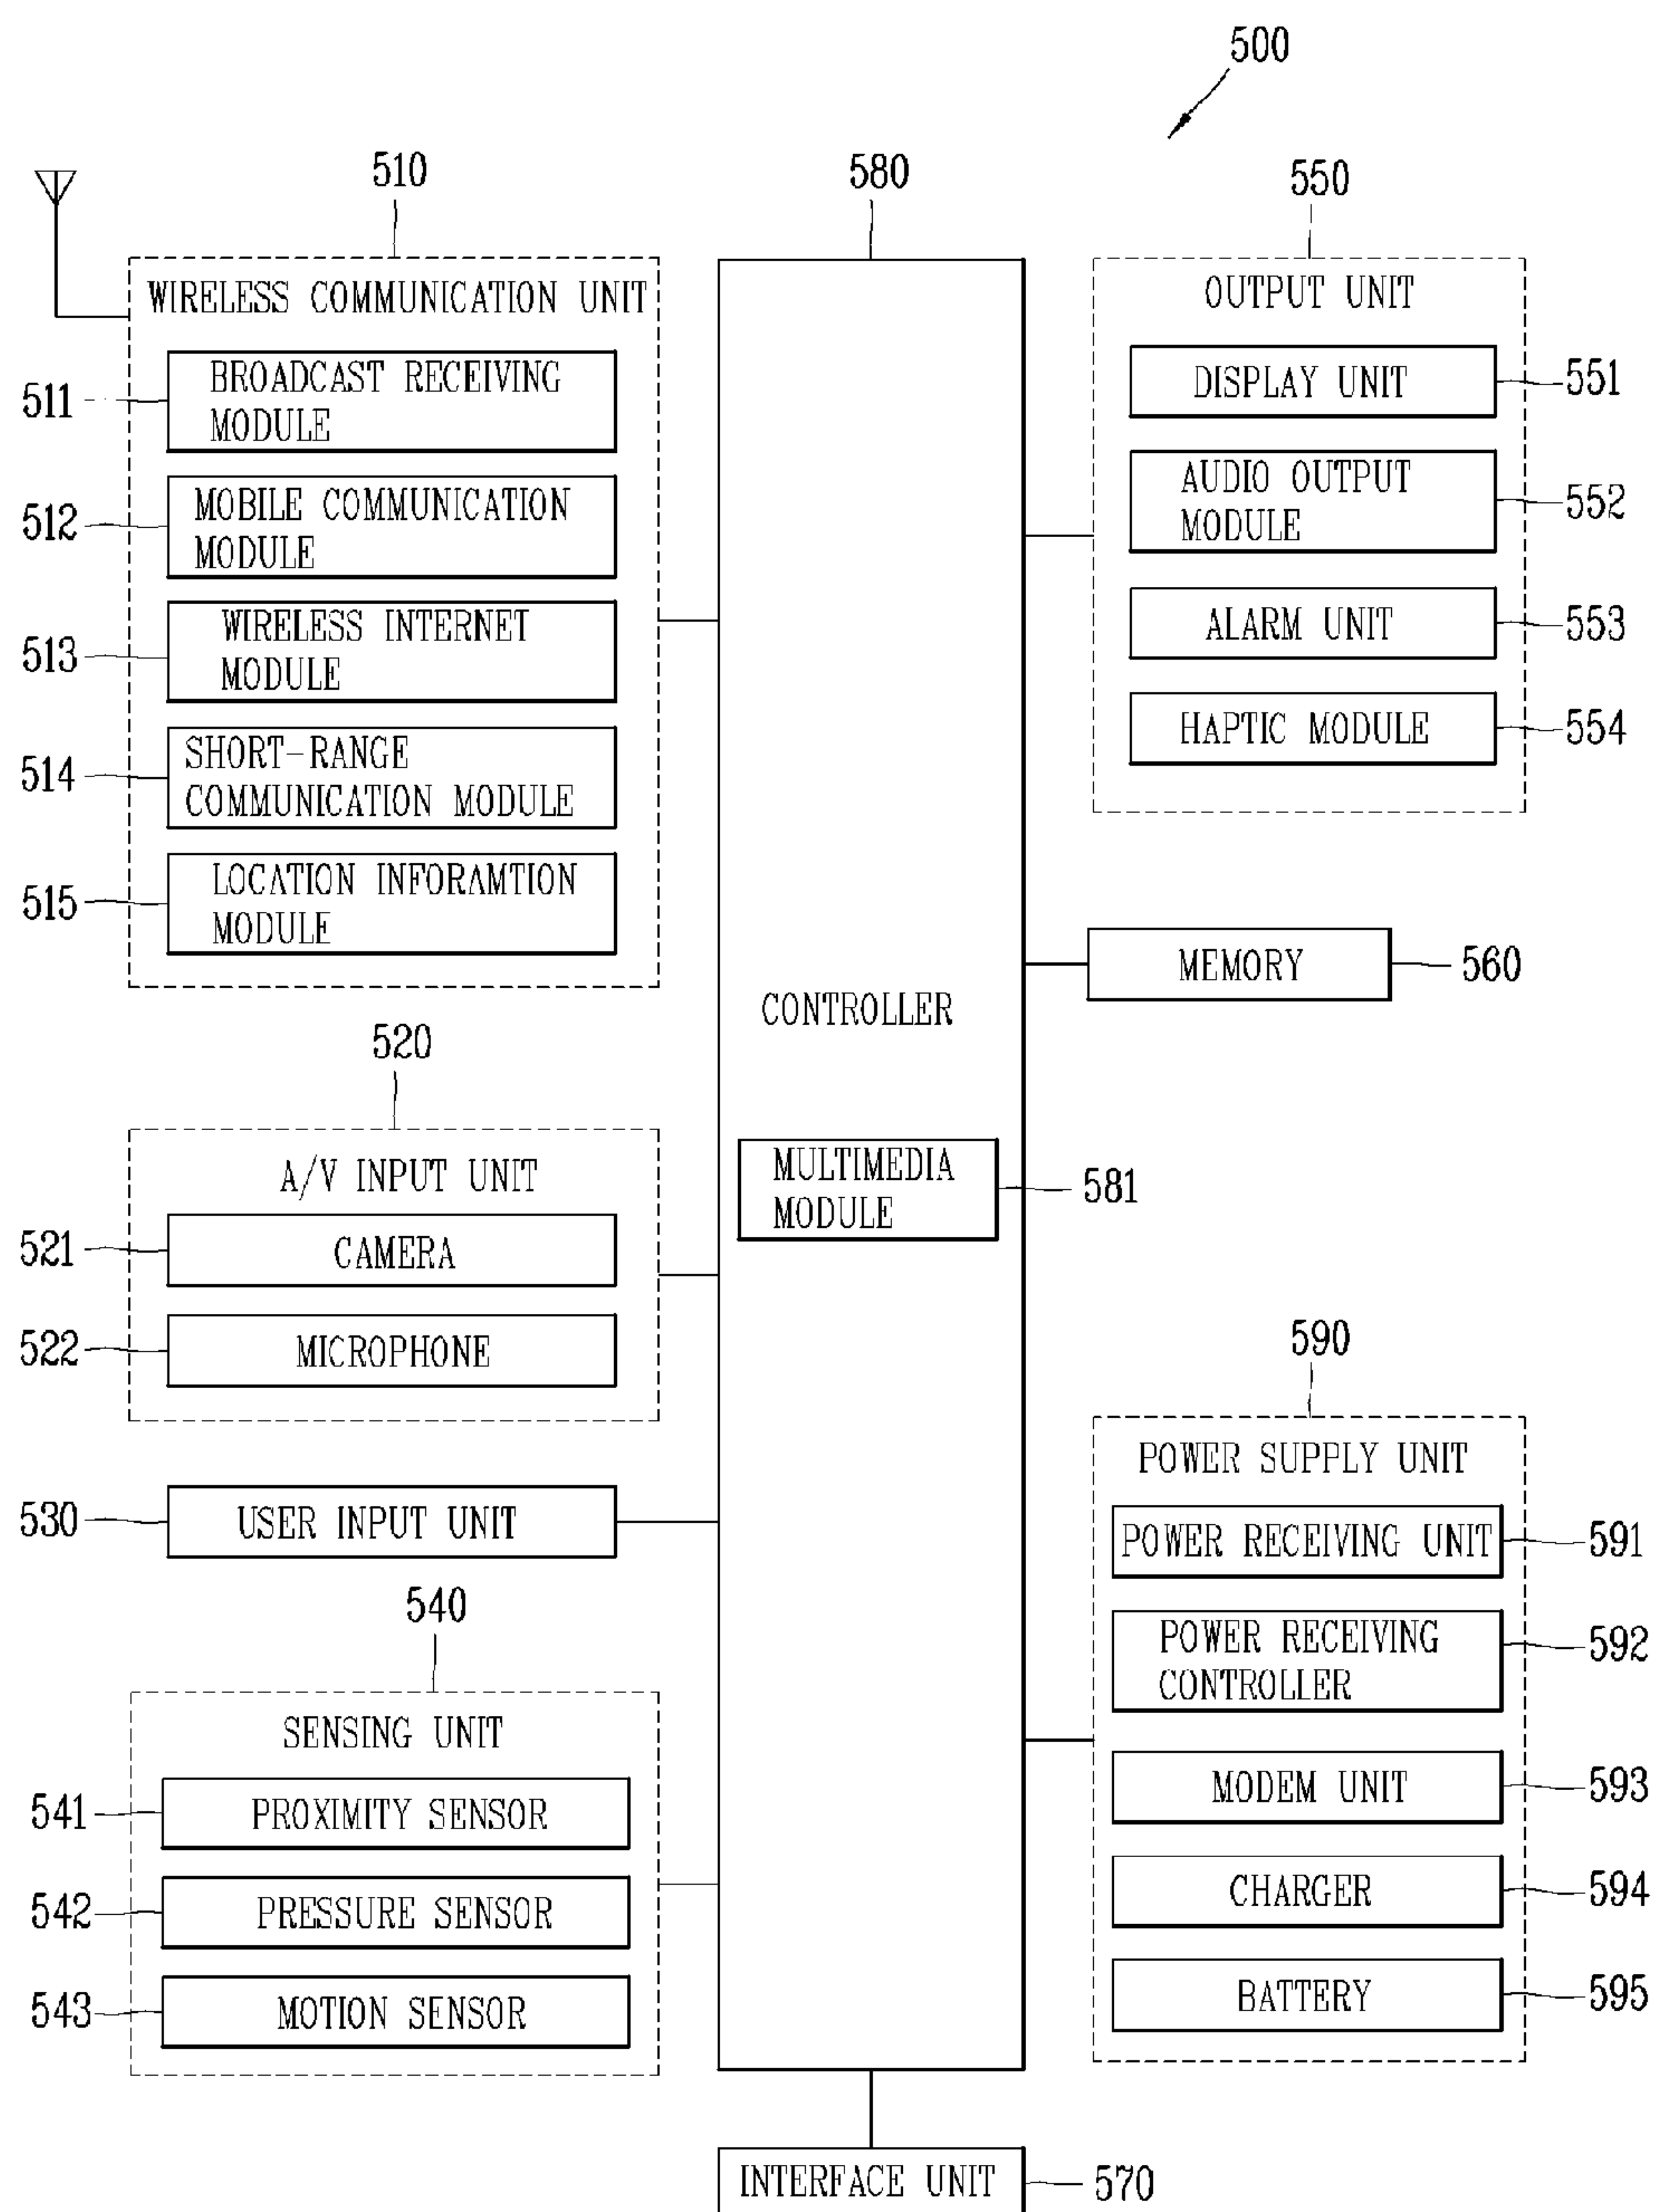 500
510
580
550
WIRELESS COMMUNICATION UNIT
511
BROADCAST RECEIVING
MODULE
512
MOBILE COMMUNICATION
MODULE
513
WIRELESS INTERNET
MODULE
514
SHORT-RANGE
COMMUNICATION MODULE
515
LOCATION INFORAMTION
MODULE
520
A/V INPUT UNIT
521
CAMERA
522
MICROPHONE
530
USER INPUT UNIT
540
SENSING UNIT
541
PROXIMITY SENSOR
542
PRESSURE SENSOR
543
MOTION SENSOR
CONTROLLER
MULTIMEDIA
MODULE
581
OUTPUT UNIT
DISPLAY UNIT
551
AUDIO OUTPUT
MODULE
552
ALARM UNIT
553
HAPTIC MODULE
554
MEMORY
560
590
POWER SUPPLY UNIT
POWER RECEIVING UNIT
591
POWER RECEIVING
CONTROLLER
592
MODEM UNIT
593
CHARGER
594
BATTERY
595
INTERFACE UNIT
570